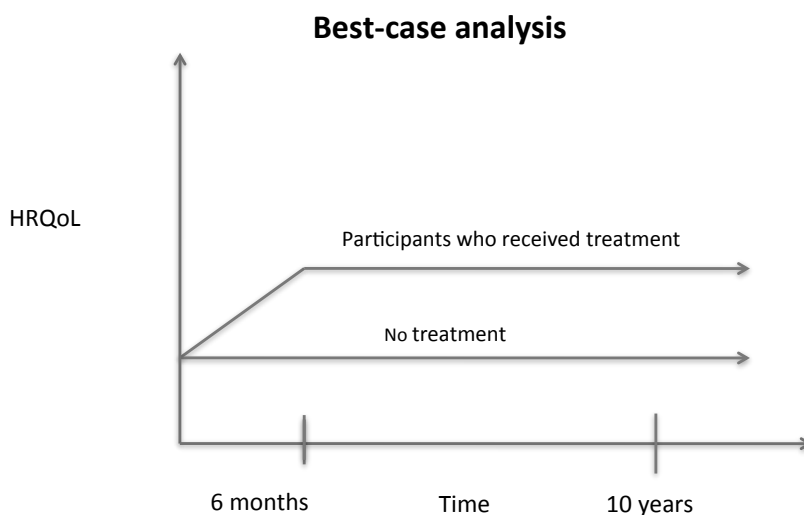 Best-case analysis
HRQoL
Participants who received treatment
No treatment
6 months
Time
10 years